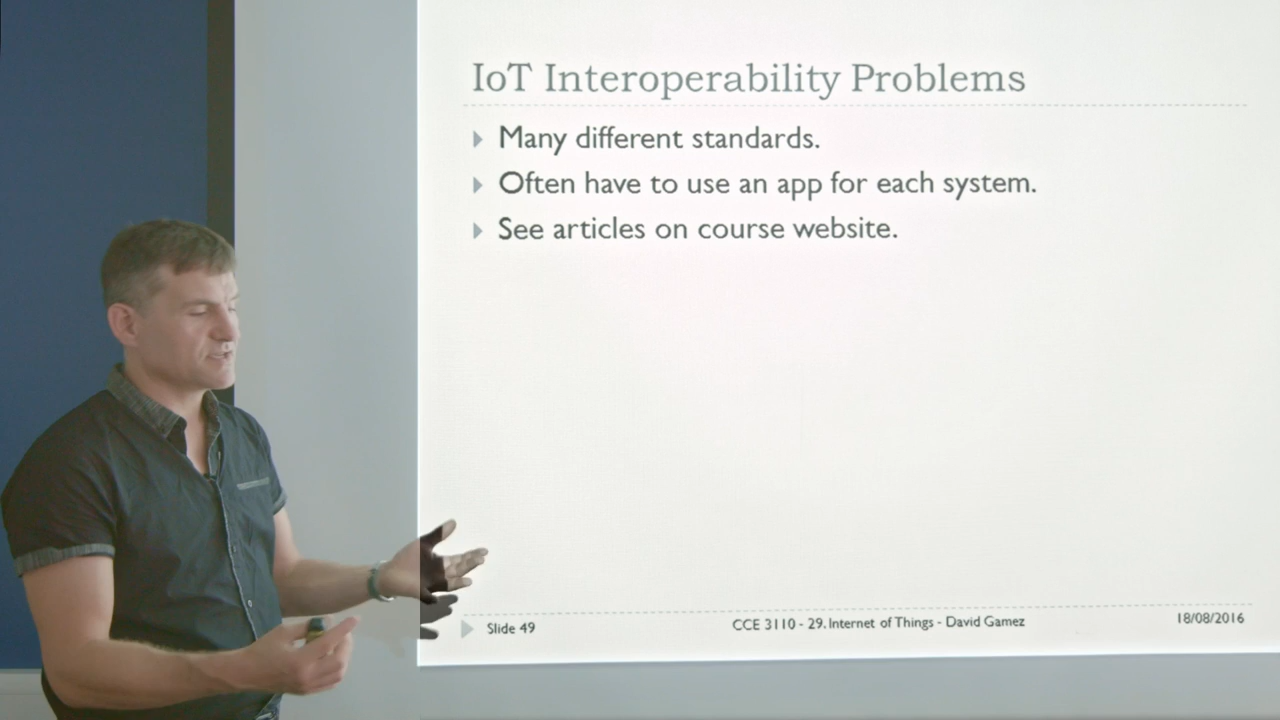 IoT Interoperability Problems
Many different standards.
Often have to use an app for each system.
See articles on course website.
Slide 49
CCE 3110 - 29. Internet of Things - David Gamez
18/08/2016